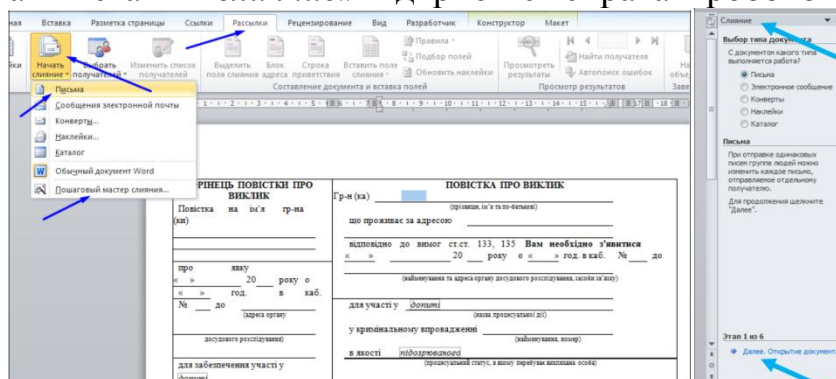 ная Вставка Разметка страницы Ссылки Рассылки Рецензирование Вид Разработчик Конструктор Макет
Начать слияние
Выбрать получателей
Изменить список получателей
Выделить поля слияния
Блок адреса
Строка приветствия
Вставить поле слияния
Правила
Подбор полей
Обновить наклейки
Просмотреть результаты
Найти получателя
Автопоиск ошибок
Составление документа и вставка полей
Просмотр результатов
Письма
Сообщения электронной почты
Конверты...
Наклейки...
Каталог
Обычный документ Word
Пошаговый мастер слияния...
РІНЕЦЬ ПОВІСТКИ ПРО
ВИКЛИК
Повістка на ім'я гр-на
(ки)
про явку
« » 20 року о
« » год. в каб.
№ до
(адреса органу
досудового розслідування)
для забезпечення участі у
допиті
ПОВІСТКА ПРО ВИКЛИК
Гр-н (ка)
(прізвище, ім'я та по-батькові)
що проживає за адресою
відповідно до вимог ст.ст. 133, 135 Вам необхідно з'явитися
« » 20 року о « » год. в каб. № до
(найменування та адреса органу досудового розслідування, засоби зв'язку)
для участі у допиті
(назва процесуальної дії)
у кримінальному впровадженні
(найменування, номер)
в якості підозрюваного
(процесуальний статус, в якому перебуває викликана особа)
Слияние
Выбор типа документа
С документом какого типа
выполняется работа?
Письма
Электронное сообщение
Конверты
Наклейки
Каталог
Письма
При отправке одинаковых
писем группе людей можно
изменить каждое письмо,
отправляемое отдельному
получателю.
Для продолжения щелкните
"Далее".
Этап 1 из 6
Далее. Открытие документа